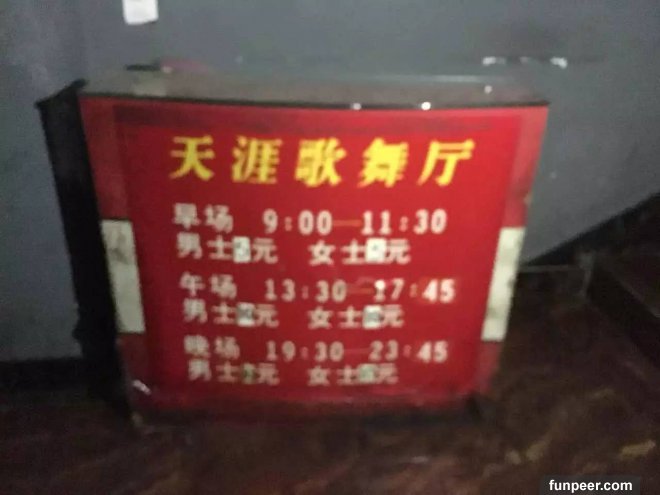 天涯歌舞厅
早场 9:00—11:30
男士元 女士元
午场 13:30—17:45
男士元 女士元
晚场 19:30—23:45
男士元 女士元
funpeer.com